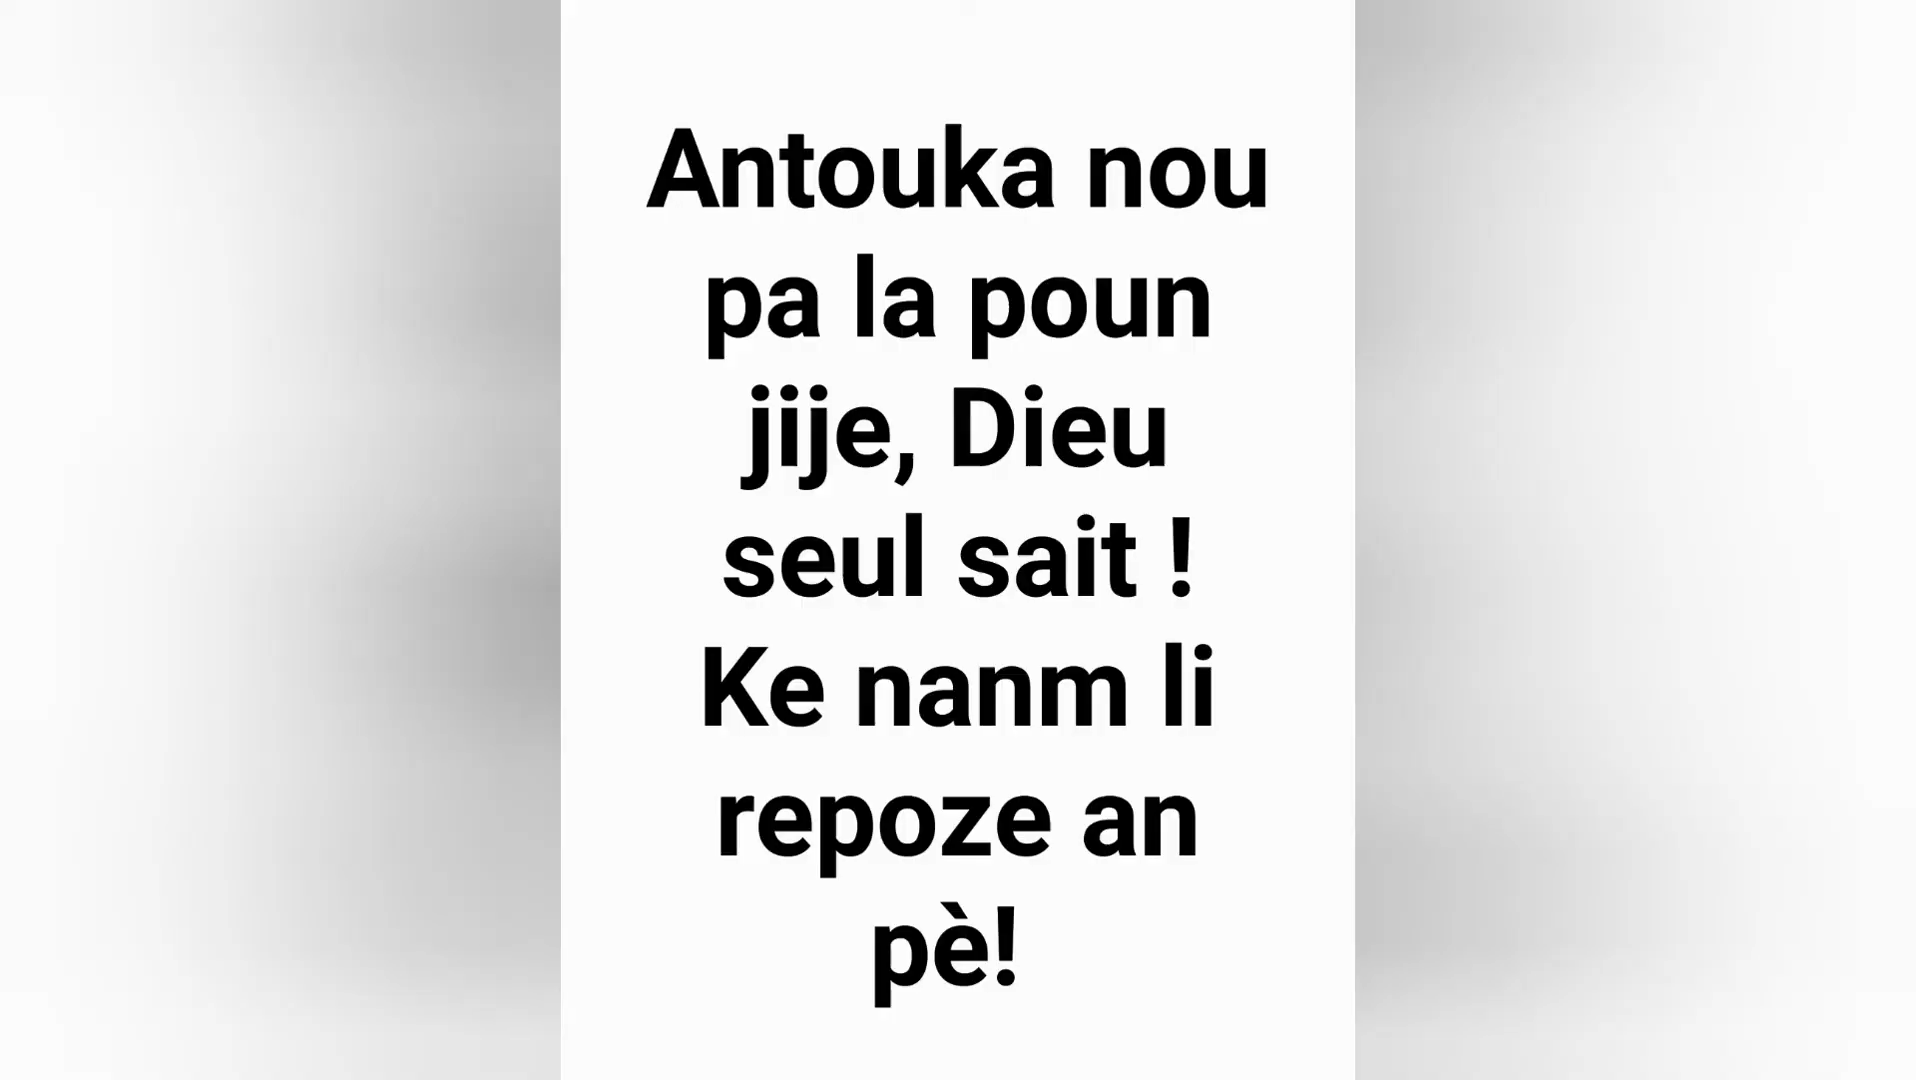 Antouka nou
pa la poun
jije, Dieu
seul sait !
Ke nanm li
repoze an
pè!